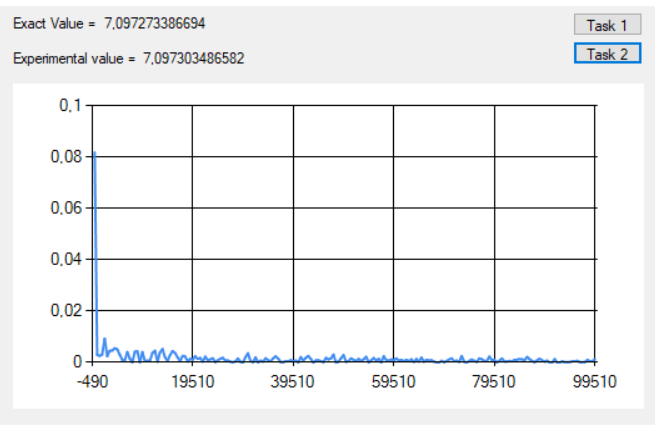 Exact Value = 7,097273386694
Task 1
Experimental value = 7,097303486582
Task 2
0,1
0,08
0,06
0,04
0,02
0
-490 19510 39510 59510 79510 99510